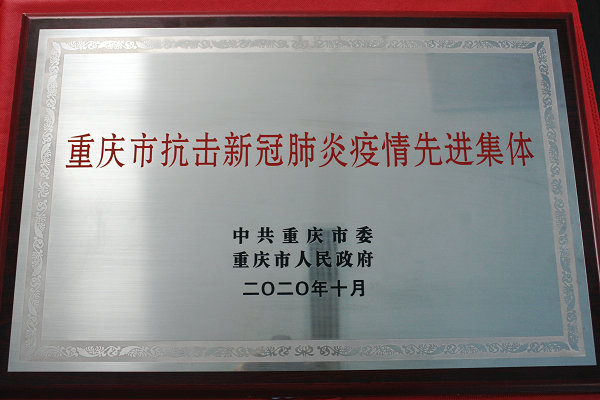 重庆市抗击新冠肺炎疫情先进集体
中共重庆市委
重庆市人民政府
二〇二〇年十月